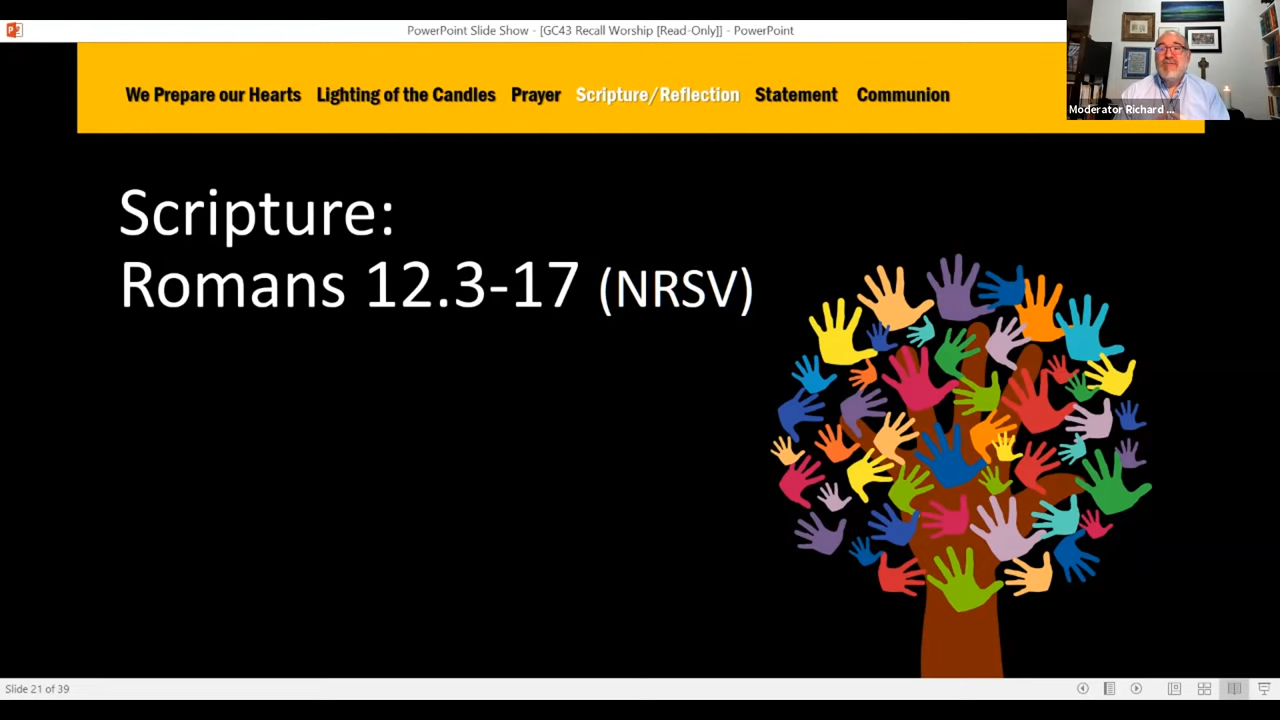 PowerPoint Slide Show - [GC43 Recall Worship [Read-Only]] - PowerPoint
Moderator Richard ...
We Prepare our Hearts Lighting of the Candles Prayer Scripture/Reflection Statement Communion
Scripture:
Romans 12.3-17 (NRSV)
Slide 21 of 39